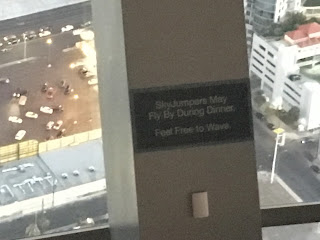 SkyJumpers May
Fly By During Dinner.
Feel Free to Wave.